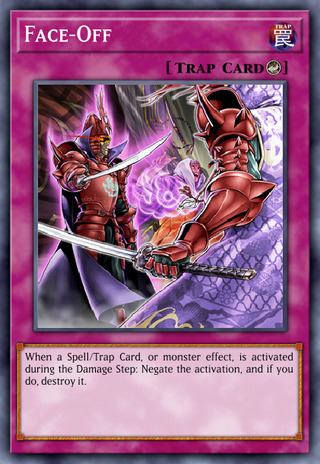 Face-Off
TRAP
罠
[TRAP CARD]
When a Spell/Trap Card, or monster effect, is activated
during the Damage Step: Negate the activation, and if you
do, destroy it.